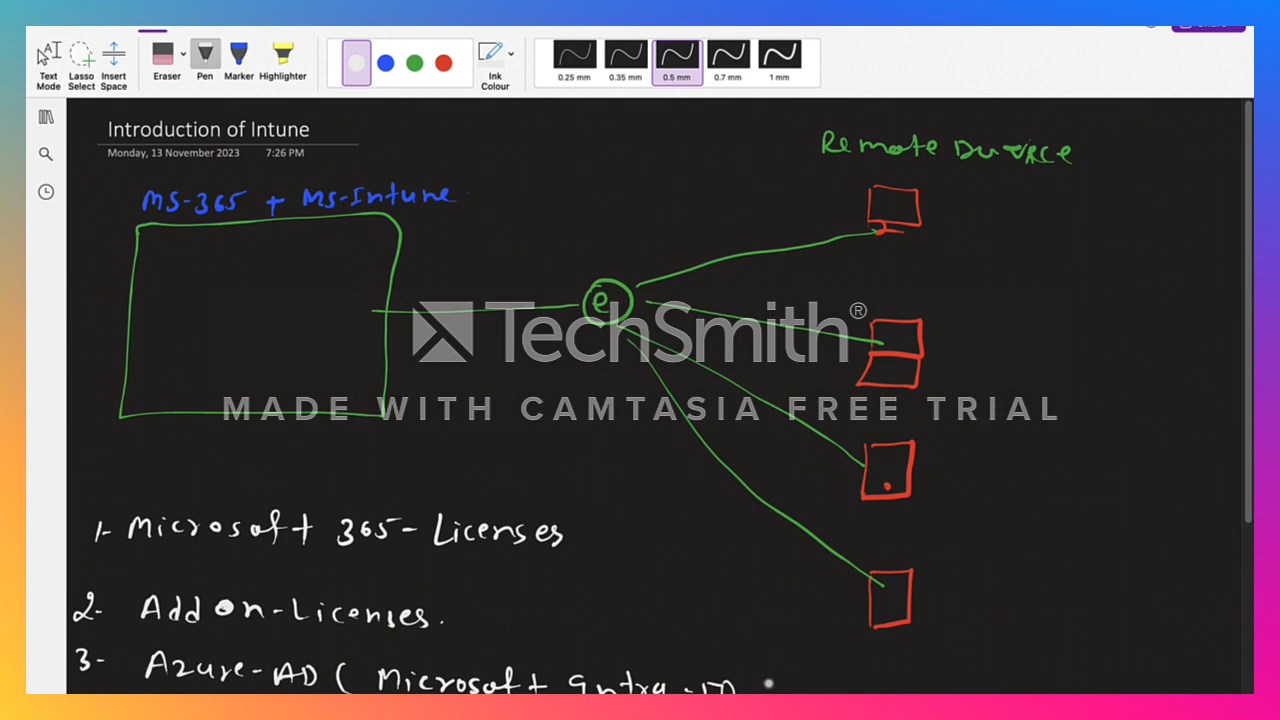 Text Mode
Lasso Select
Insert Space
Eraser
Pen
Marker
Highlighter
Ink Colour
0.25 mm
0.35 mm
0.5 mm
0.7 mm
1 mm
Introduction of Intune
Monday, 13 November 2023 7:26 PM
Remote
MS-365 + MS-Intune
e
TechSmith®
MADE WITH CAMTASIA FREE TRIAL
1- Microsoft 365-Licenses
2- Add on-Licenses.
3- Azure-AD ( Microsoft